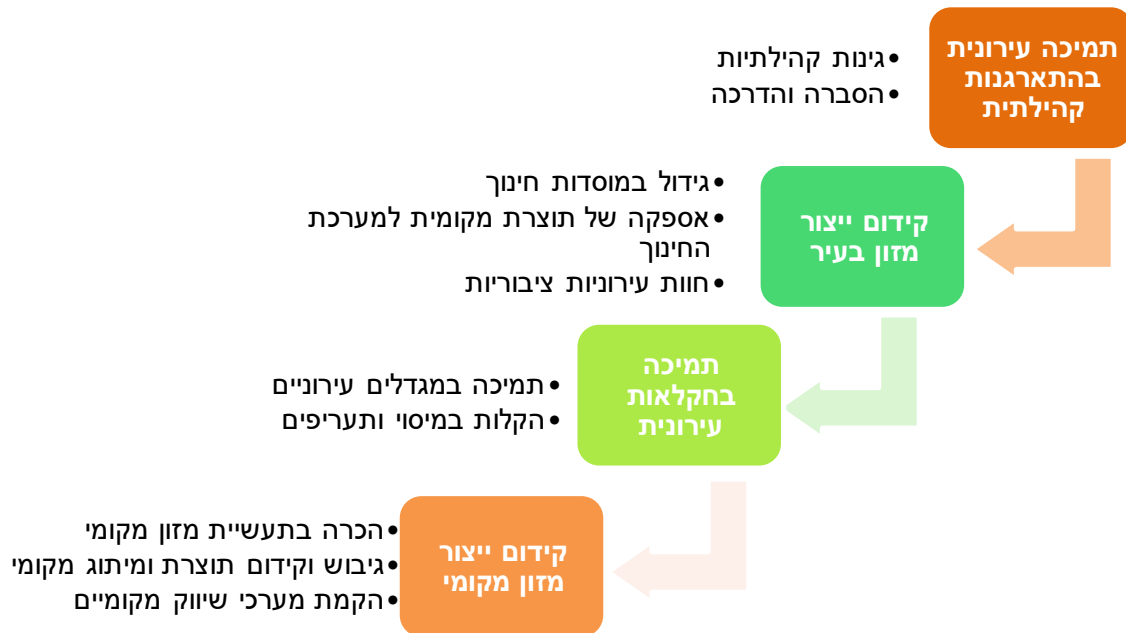 תמיכה עירונית
בהתארגנות
קהילתית
•גינות קהילתיות
•הסברה והדרכה
קידום ייצור
מזון בעיר
•גידול במוסדות חינוך
•אספקה של תוצרת מקומית למערכת
החינוך
•חוות עירוניות ציבוריות
תמיכה
בחקלאות
עירונית
•תמיכה במגדלים עירוניים
•הקלות במיסוי ותעריפים
קידום ייצור
מזון מקומי
•הכרה בתעשיית מזון מקומי
•גיבוש וקידום תוצרת ומיתוג מקומי
•הקמת מערכי שיווק מקומיים